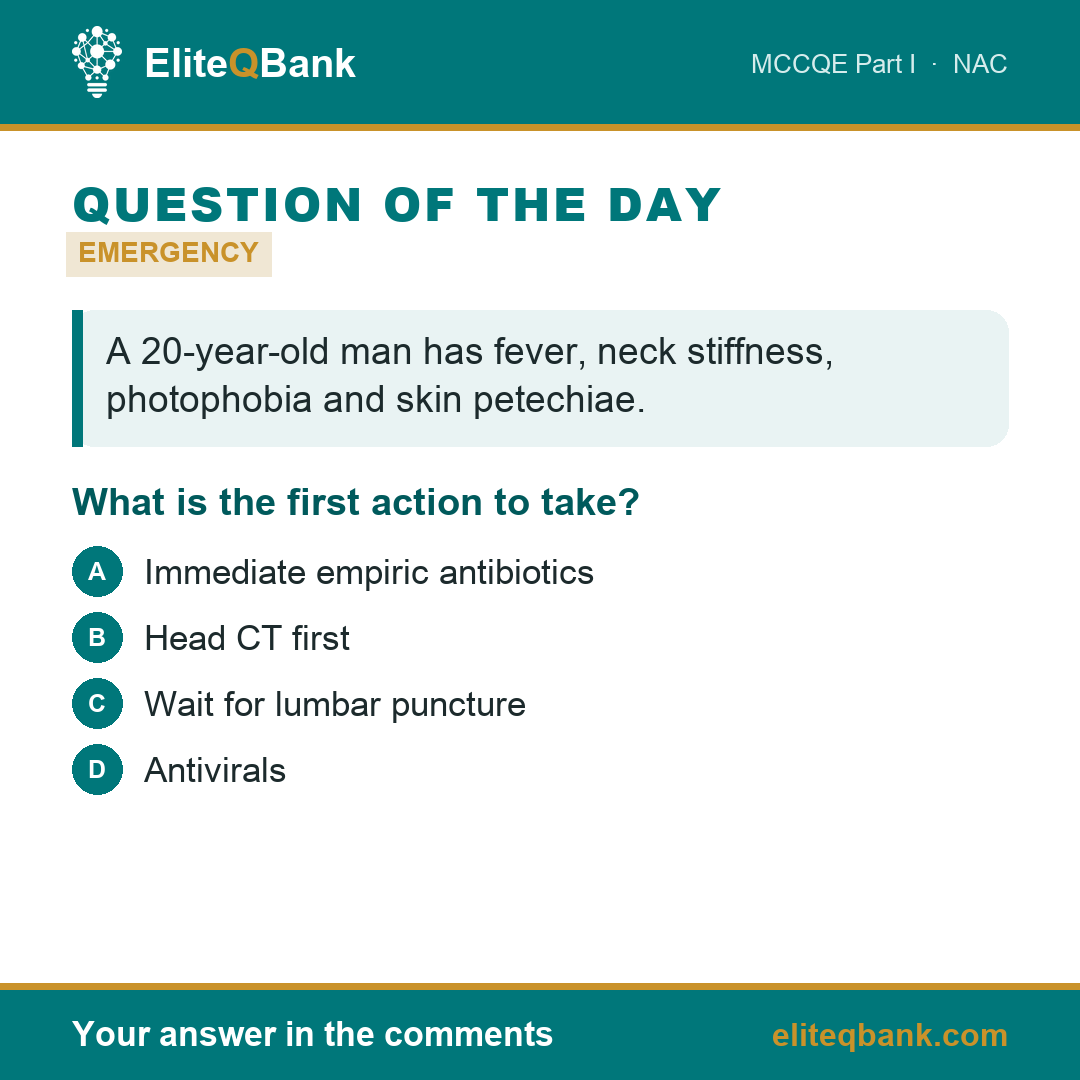 EliteQBank
MCCQE Part I · NAC
QUESTION OF THE DAY
EMERGENCY
A 20-year-old man has fever, neck stiffness,
photophobia and skin petechiae.
What is the first action to take?
A Immediate empiric antibiotics
B Head CT first
C Wait for lumbar puncture
D Antivirals
Your answer in the comments
eliteqbank.com